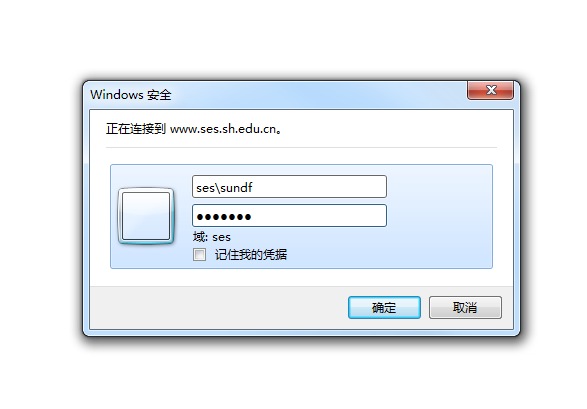 Windows 安全
正在连接到 www.ses.sh.edu.cn。
ses\sundf
●●●●●●●
域: ses
记住我的凭据
确定
取消